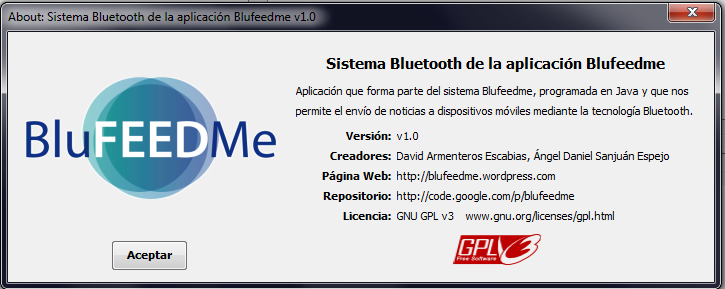 About: Sistema Bluetooth de la aplicación Blufeedme v1.0
BluFEEDMe
Sistema Bluetooth de la aplicación Blufeedme
Aplicación que forma parte del sistema Blufeedme, programada en Java y que nos
permite el envío de noticias a dispositivos móviles mediante la tecnología Bluetooth.
Versión: v1.0
Creadores: David Armenteros Escabias, Ángel Daniel Sanjuán Espejo
Página Web: http://blufeedme.wordpress.com
Repositorio: http://code.google.com/p/blufeedme
Licencia: GNU GPL v3 www.gnu.org/licenses/gpl.html
GPLv3
Free Software
Aceptar